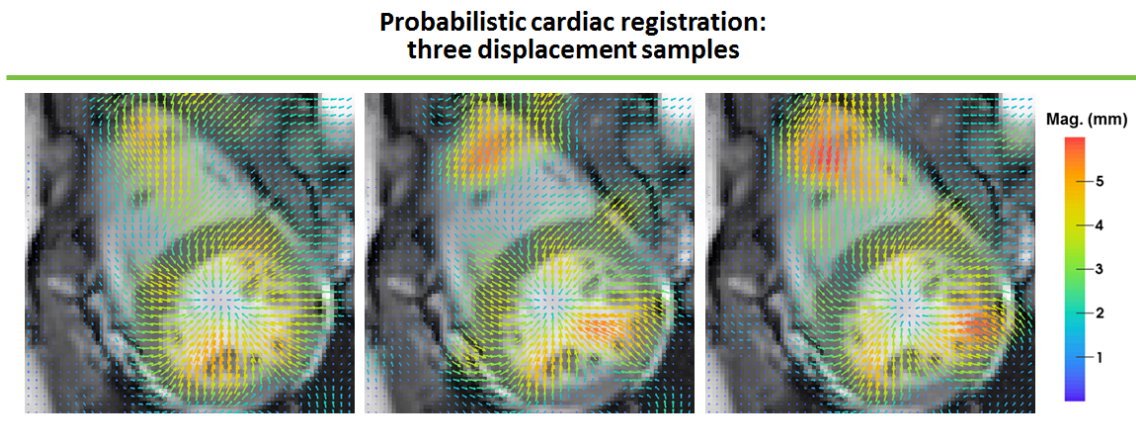 Probabilistic cardiac registration:
three displacement samples
Mag. (mm)
5
4
3
2
1